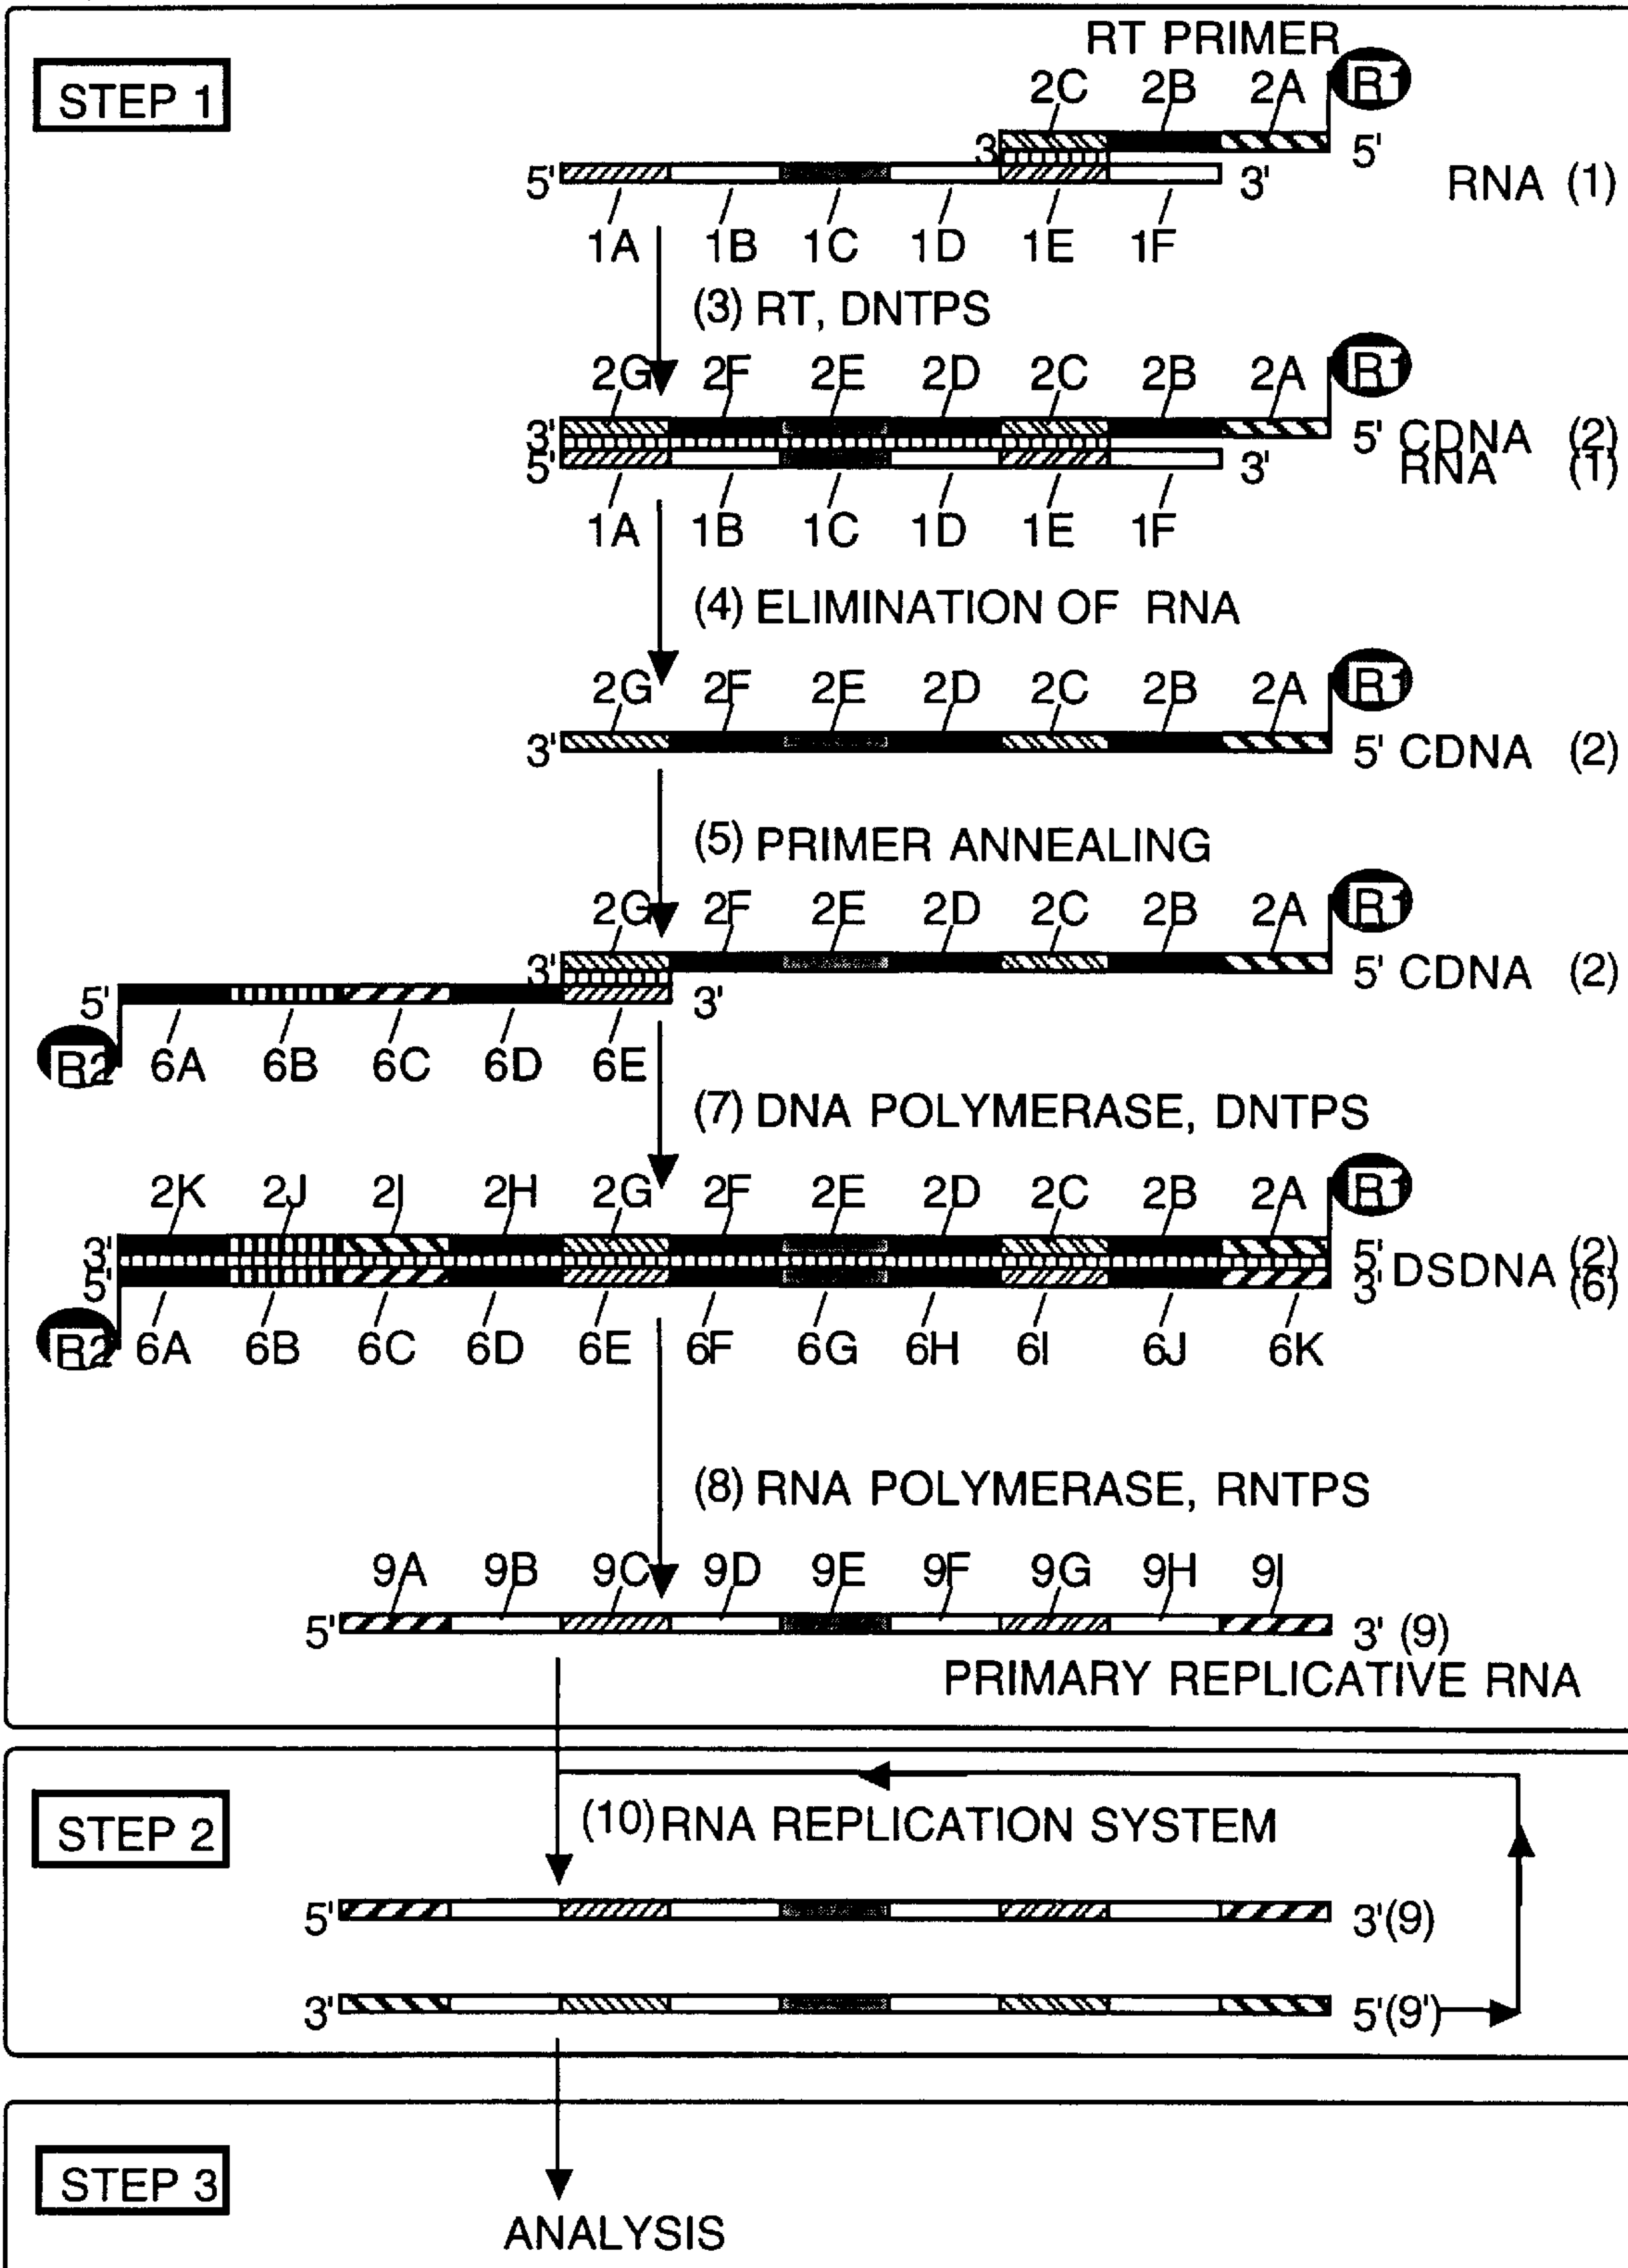 RT PRIMER
STEP 1
2C 2B 2A R1
3' 5'
5' 3' RNA (1)
1A 1B 1C 1D 1E 1F
(3) RT, DNTPS
2G 2F 2E 2D 2C 2B 2A R1
3' 5' CDNA (2)
5' 3' RNA (1)
1A 1B 1C 1D 1E 1F
(4) ELIMINATION OF RNA
2G 2F 2E 2D 2C 2B 2A R1
3' 5' CDNA (2)
(5) PRIMER ANNEALING
2G 2F 2E 2D 2C 2B 2A R1
3' 5' CDNA (2)
5' 3'
R2 6A 6B 6C 6D 6E
(7) DNA POLYMERASE, DNTPS
2K 2J 2I 2H 2G 2F 2E 2D 2C 2B 2A R1
3' 5' DSDNA (2)
5' 3' (6)
R2 6A 6B 6C 6D 6E 6F 6G 6H 6I 6J 6K
(8) RNA POLYMERASE, RNTPS
9A 9B 9C 9D 9E 9F 9G 9H 9I
5' 3' (9)
PRIMARY REPLICATIVE RNA
STEP 2
(10) RNA REPLICATION SYSTEM
5' 3'(9)
3' 5'(9')
STEP 3
ANALYSIS